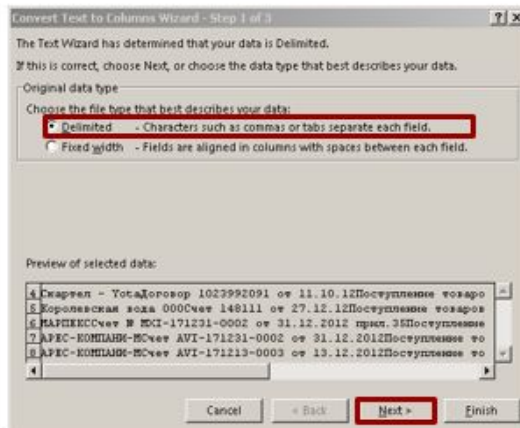 Convert Text to Columns Wizard - Step 1 of 3
The Text Wizard has determined that your data is Delimited.
If this is correct, choose Next, or choose the data type that best describes your data.
Original data type
Choose the file type that best describes your data:
Delimited - Characters such as commas or tabs separate each field.
Fixed width - Fields are aligned in columns with spaces between each field.
Preview of selected data:
4 Скартел - YotaДоговор 1023992091 от 11.10.12Поступление товаро
5 Королевская вода 000Счет 148111 от 27.12.12Поступление товаров
6 МАРПЕКССчет № MXI-171231-0002 от 31.12.2012 прил.35Поступление
7 АРЕС-КОМПАНИ-МСчет AVI-171231-0002 от 31.12.2012Поступление то
8 АРЕС-КОМПАНИ-МСчет AVI-171213-0003 от 13.12.2012Поступление то
Cancel
< Back
Next >
Finish